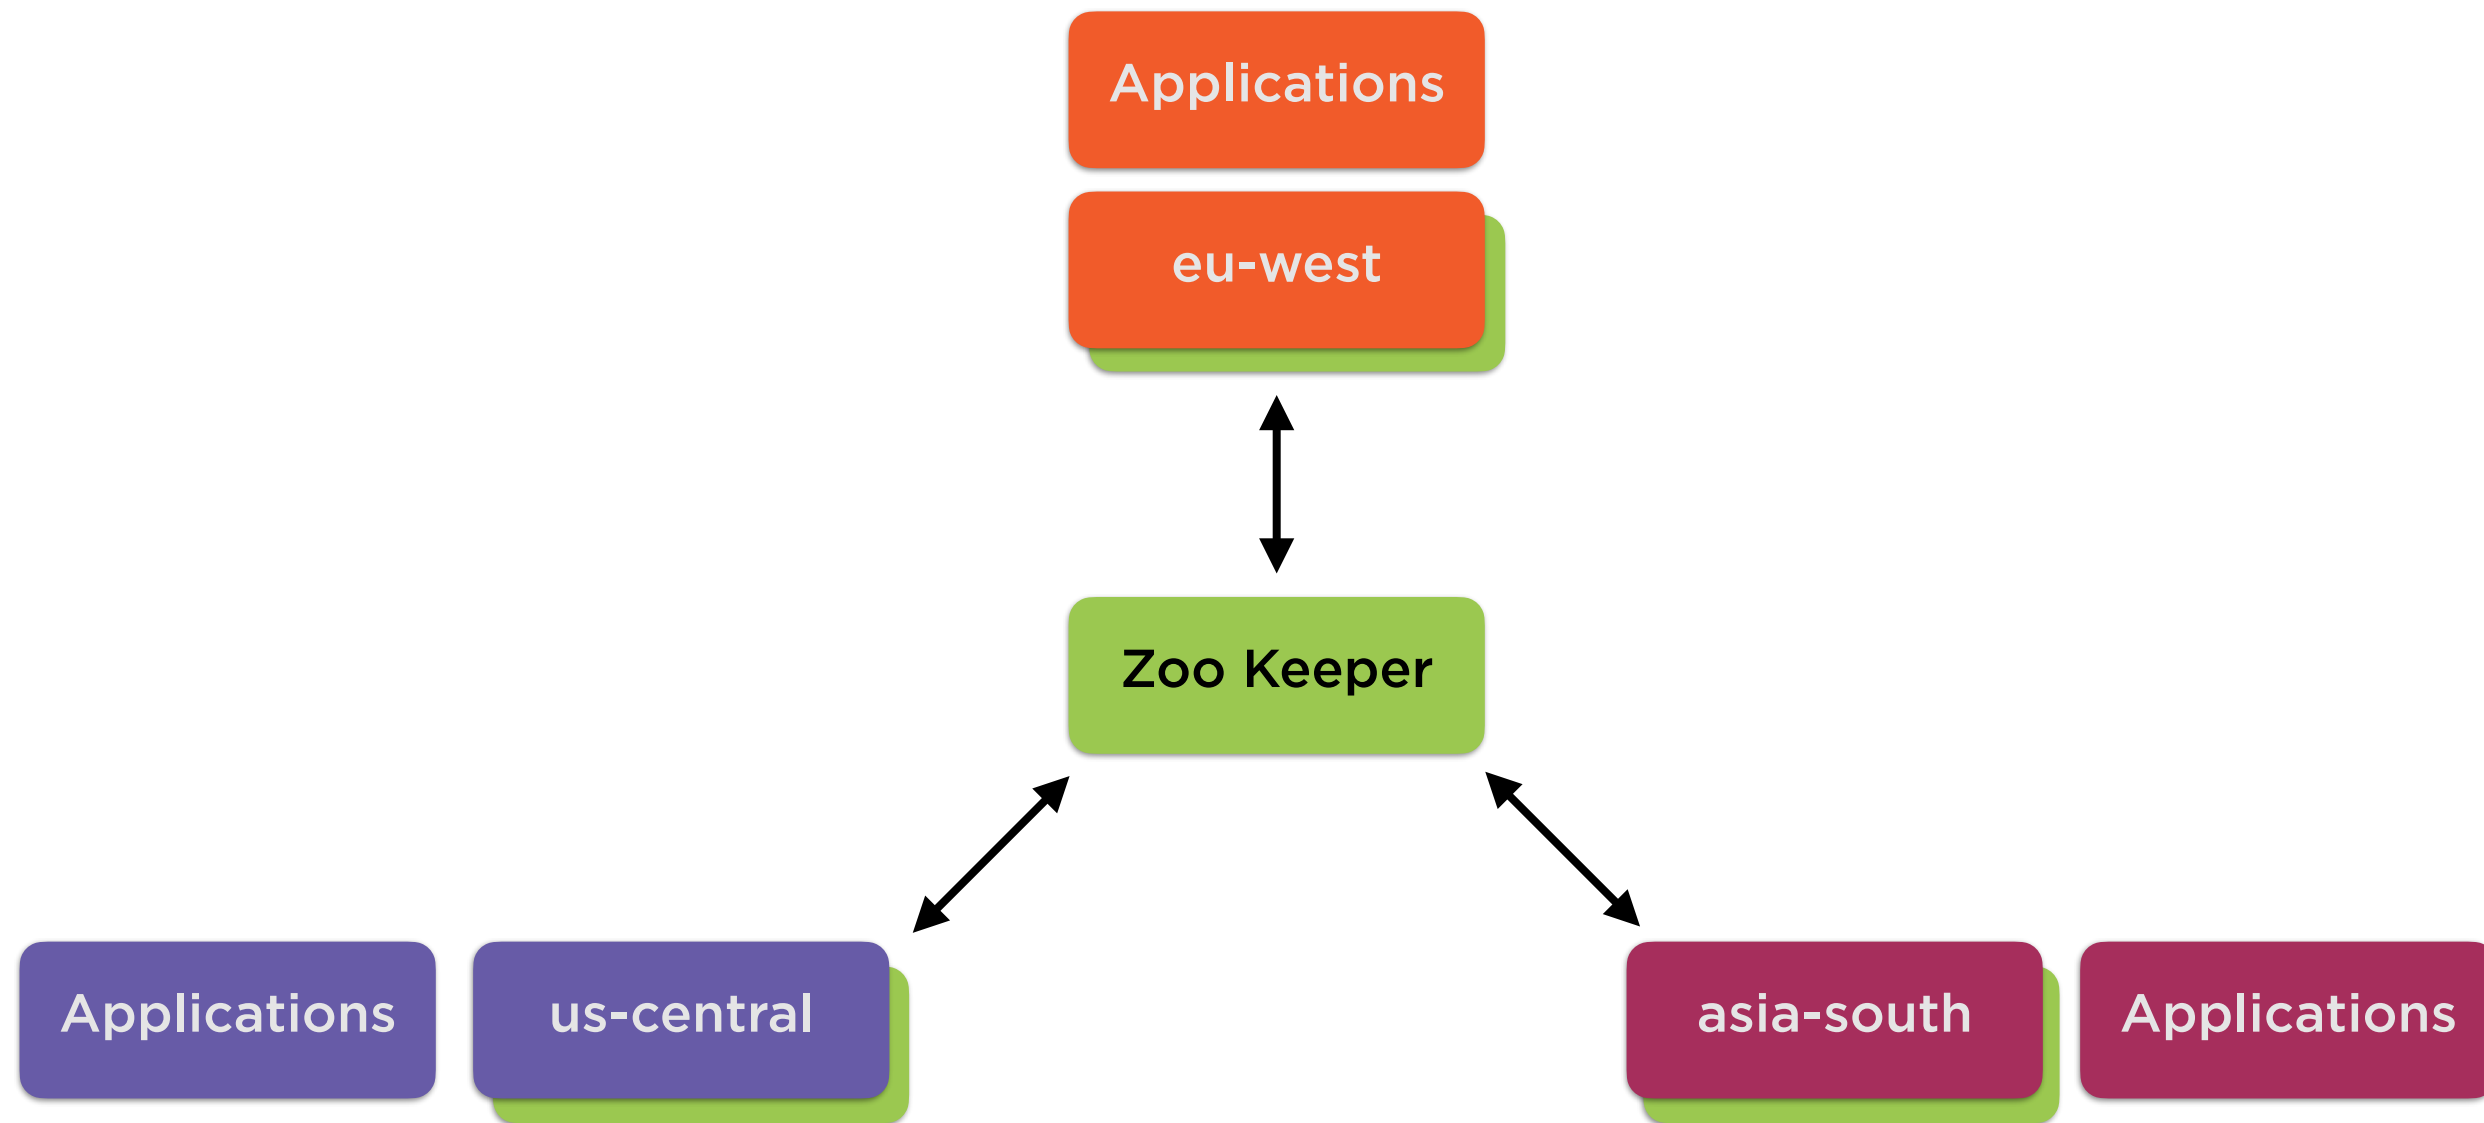 Applications
eu-west
Zoo Keeper
Applications
us-central
asia-south
Applications